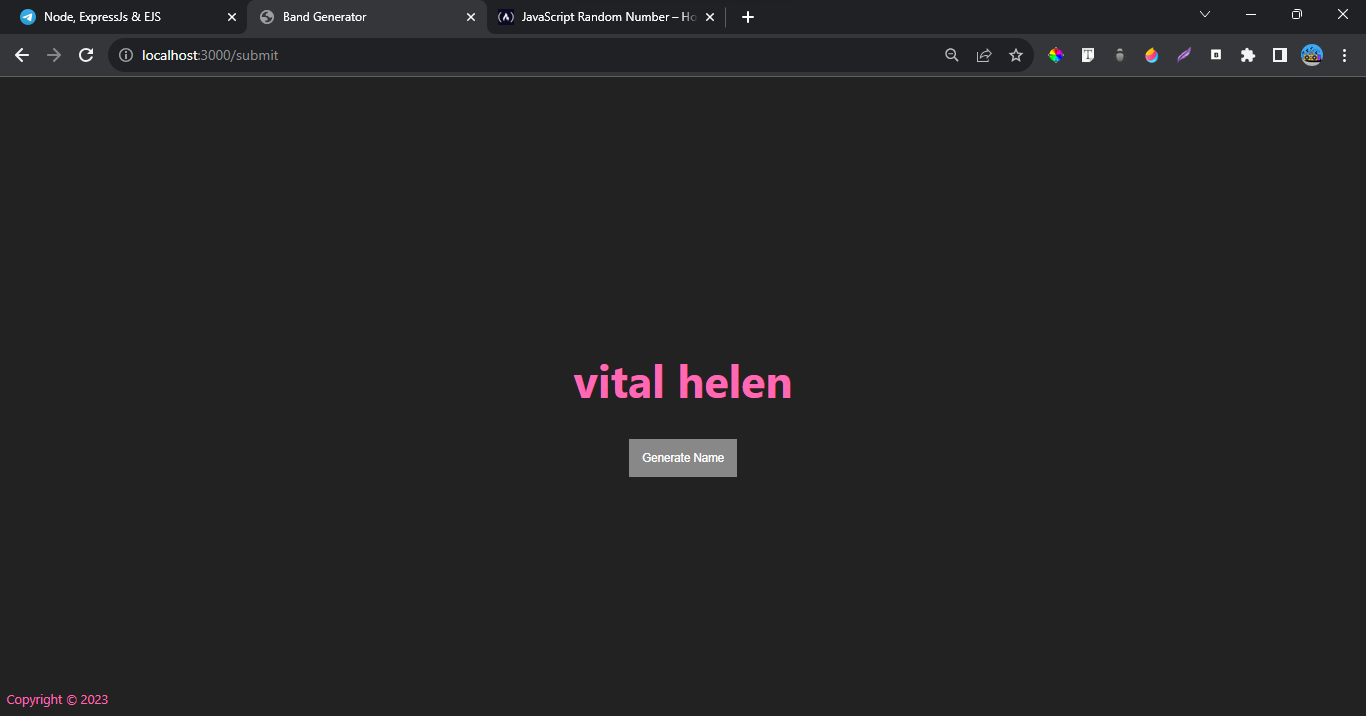 Node, ExpressJs & EJS
Band Generator
JavaScript Random Number – Ho
localhost:3000/submit
vital helen
Generate Name
Copyright © 2023